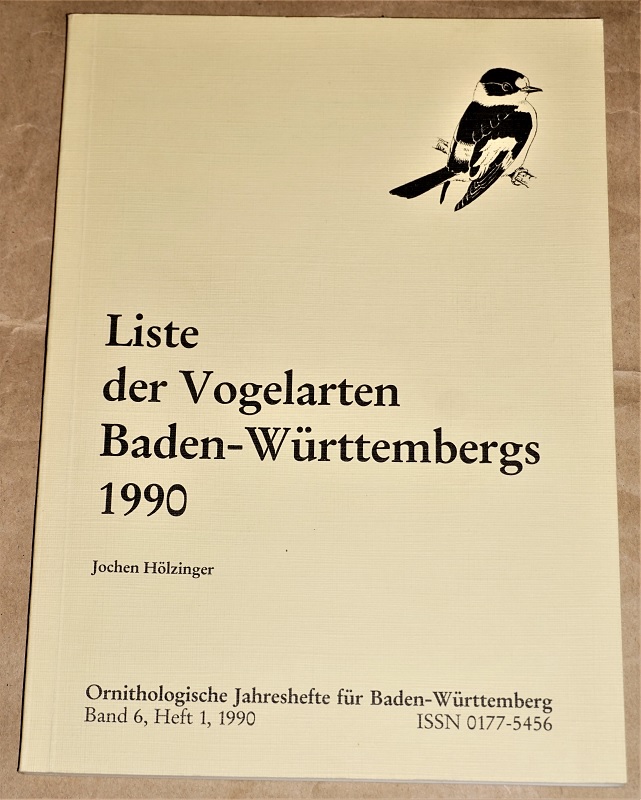 Liste
der Vogelarten
Baden-Württembergs
1990
Jochen Hölzinger
Ornithologische Jahreshefte für Baden-Württemberg
Band 6, Heft 1, 1990 ISSN 0177-5456